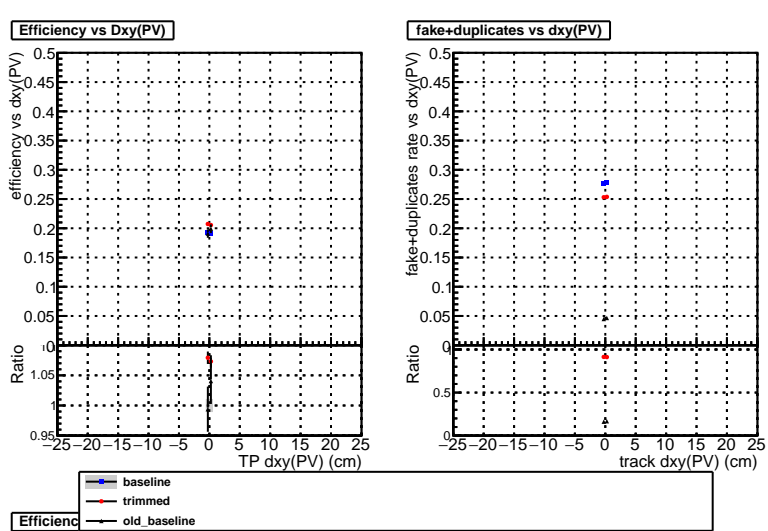 Efficiency vs Dxy(PV)
efficiency vs dxy(PV)
0.5
0.45
0.4
0.35
0.3
0.25
0.2
0.15
0.1
0.05
0
Ratio
1.05
1
0.95
−25 −20 −15 −10 −5 0 5 10 15 20 25
TP dxy(PV) (cm)
fake+duplicates vs dxy(PV)
fake+duplicates rate vs dxy(PV)
0.5
0.45
0.4
0.35
0.3
0.25
0.2
0.15
0.1
0.05
0
Ratio
0.5
0
−25 −20 −15 −10 −5 0 5 10 15 20 25
track dxy(PV) (cm)
baseline
trimmed
old_baseline
Efficienc